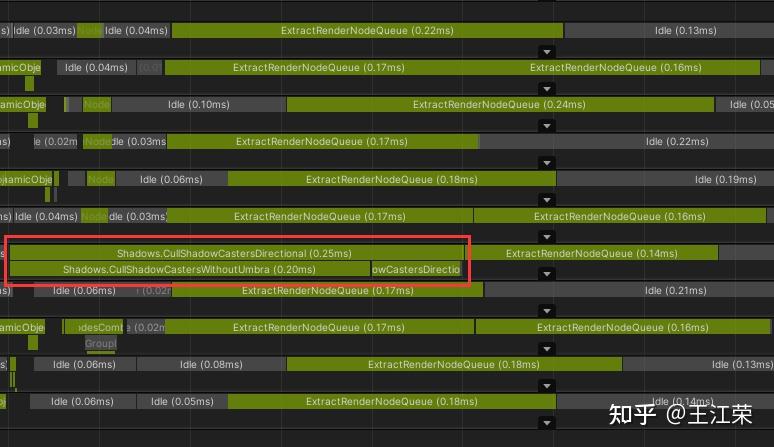 s) Idle (0.03ms) Node Idle (0.04ms) ExtractRenderNodeQueue (0.22ms) Idle (0.13ms)
amicObje Idle (0.04ms) ExtractRenderNodeQueue (0.17ms) ExtractRenderNodeQueue (0.16ms)
amicObje Node Idle (0.10ms) ExtractRenderNodeQueue (0.24ms) Idle (0.05
s) le (0.02m Node dle (0.03ms ExtractRenderNodeQueue (0.17ms) Idle (0.22ms)
amicObje Node Idle (0.06ms) ExtractRenderNodeQueue (0.18ms) Idle (0.19ms)
s) Idle (0.04ms) Node dle (0.03ms ExtractRenderNodeQueue (0.17ms) ExtractRenderNodeQueue (0.16ms)
s Shadows.CullShadowCastersDirectional (0.25ms) ExtractRenderNodeQueue (0.14ms)
Shadows.CullShadowCastersWithoutUmbra (0.20ms) owCastersDirectio
Idle (0.06ms) (0.02 ExtractRenderNodeQueue (0.17ms) Idle (0.21ms)
amicObje odesComb e (0.02m ExtractRenderNodeQueue (0.17ms) ExtractRenderNodeQueue (0.16ms)
Groupl
s) Idle (0.06ms) Idle (0.08ms) ExtractRenderNodeQueue (0.18ms) Idle (0.13ms)
Idle (0.06ms) Idle (0.05ms) ExtractRenderNodeQueue (0.18ms) Idle (0.14ms)
知乎 @王江荣